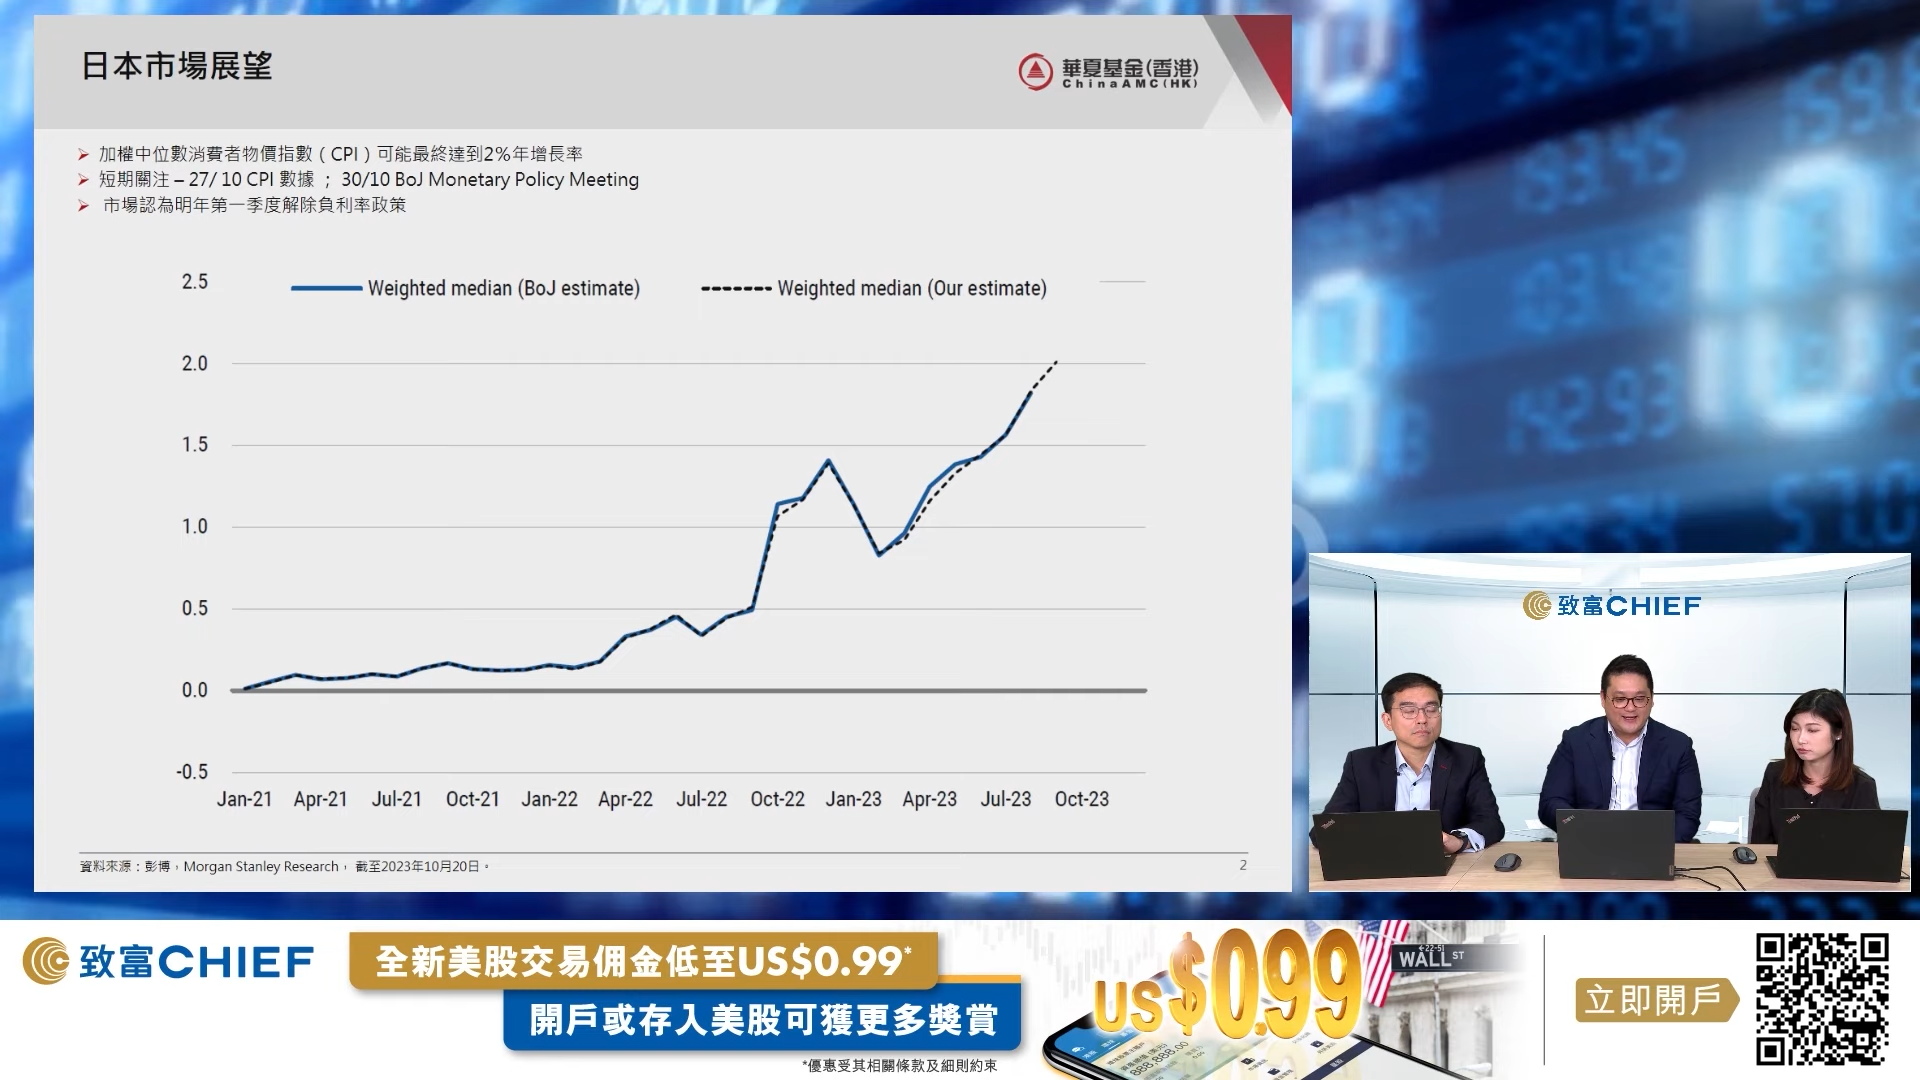 日本市場展望
華夏基金(香港)
ChinaAMC(HK)
加權中位數消費者物價指數(CPI)可能最終達到2%年增長率
短期關注 – 27/ 10 CPI 數據 ; 30/10 BoJ Monetary Policy Meeting
市場認為明年第一季度解除負利率政策
Weighted median (BoJ estimate)
Weighted median (Our estimate)
2.5
2.0
1.5
1.0
0.5
0.0
-0.5
Jan-21 Apr-21 Jul-21 Oct-21 Jan-22 Apr-22 Jul-22 Oct-22 Jan-23 Apr-23 Jul-23 Oct-23
資料來源:彭博,Morgan Stanley Research, 截至2023年10月20日。
2
致富CHIEF
致富CHIEF
全新美股交易佣金低至US$0.99*
開戶或存入美股可獲更多獎賞
*優惠受其相關條款及細則約束
US$0.99
WALL ST
立即開戶